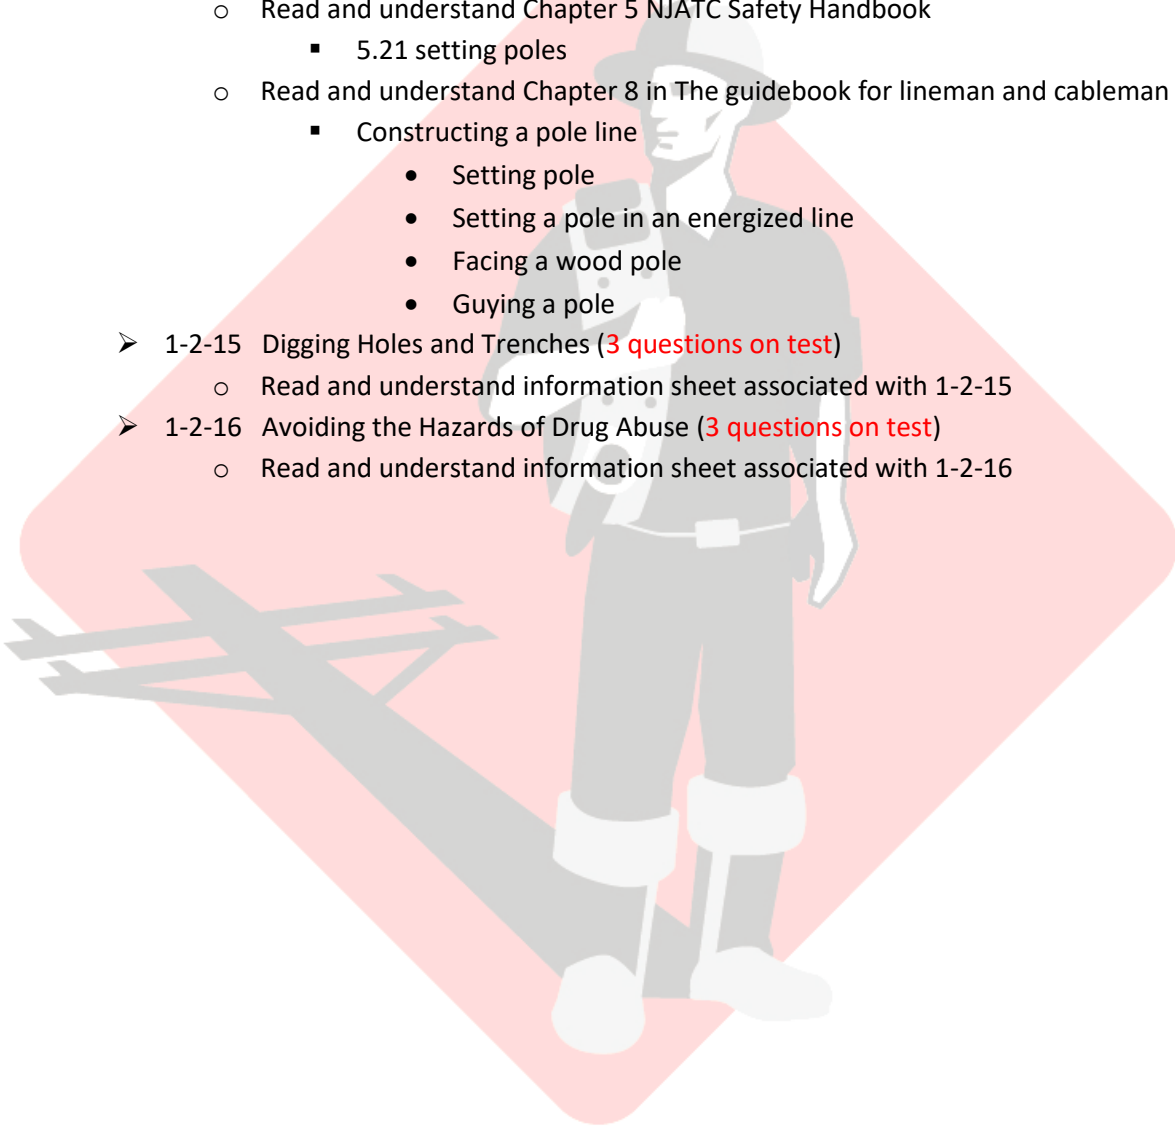 o Read and understand Chapter 5 NJATC Safety Handbook
▪ 5.21 setting poles
o Read and understand Chapter 8 in The guidebook for lineman and cableman
▪ Constructing a pole line
• Setting pole
• Setting a pole in an energized line
• Facing a wood pole
• Guying a pole
➢ 1-2-15 Digging Holes and Trenches (3 questions on test)
o Read and understand information sheet associated with 1-2-15
➢ 1-2-16 Avoiding the Hazards of Drug Abuse (3 questions on test)
o Read and understand information sheet associated with 1-2-16